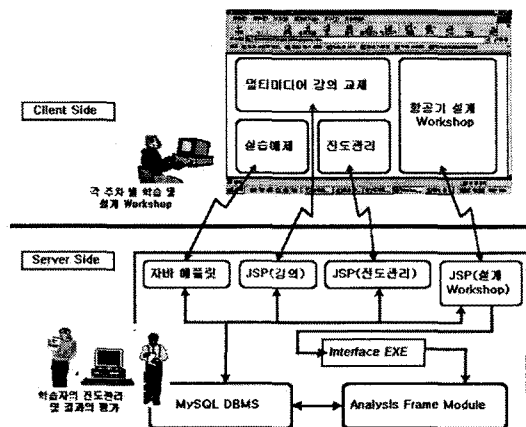 멀티미디어 강의 교재
항공기 설계
Workshop
실습예제
진도관리
Client Side
각 주차 별 학습 및
설계 Workshop
Server Side
자바 애플릿
JSP(강의)
JSP(진도관리)
JSP(설계
Workshop)
Interface EXE
학습자의 진도관리
및 결과의 평가
MySQL DBMS
Analysis Frame Module